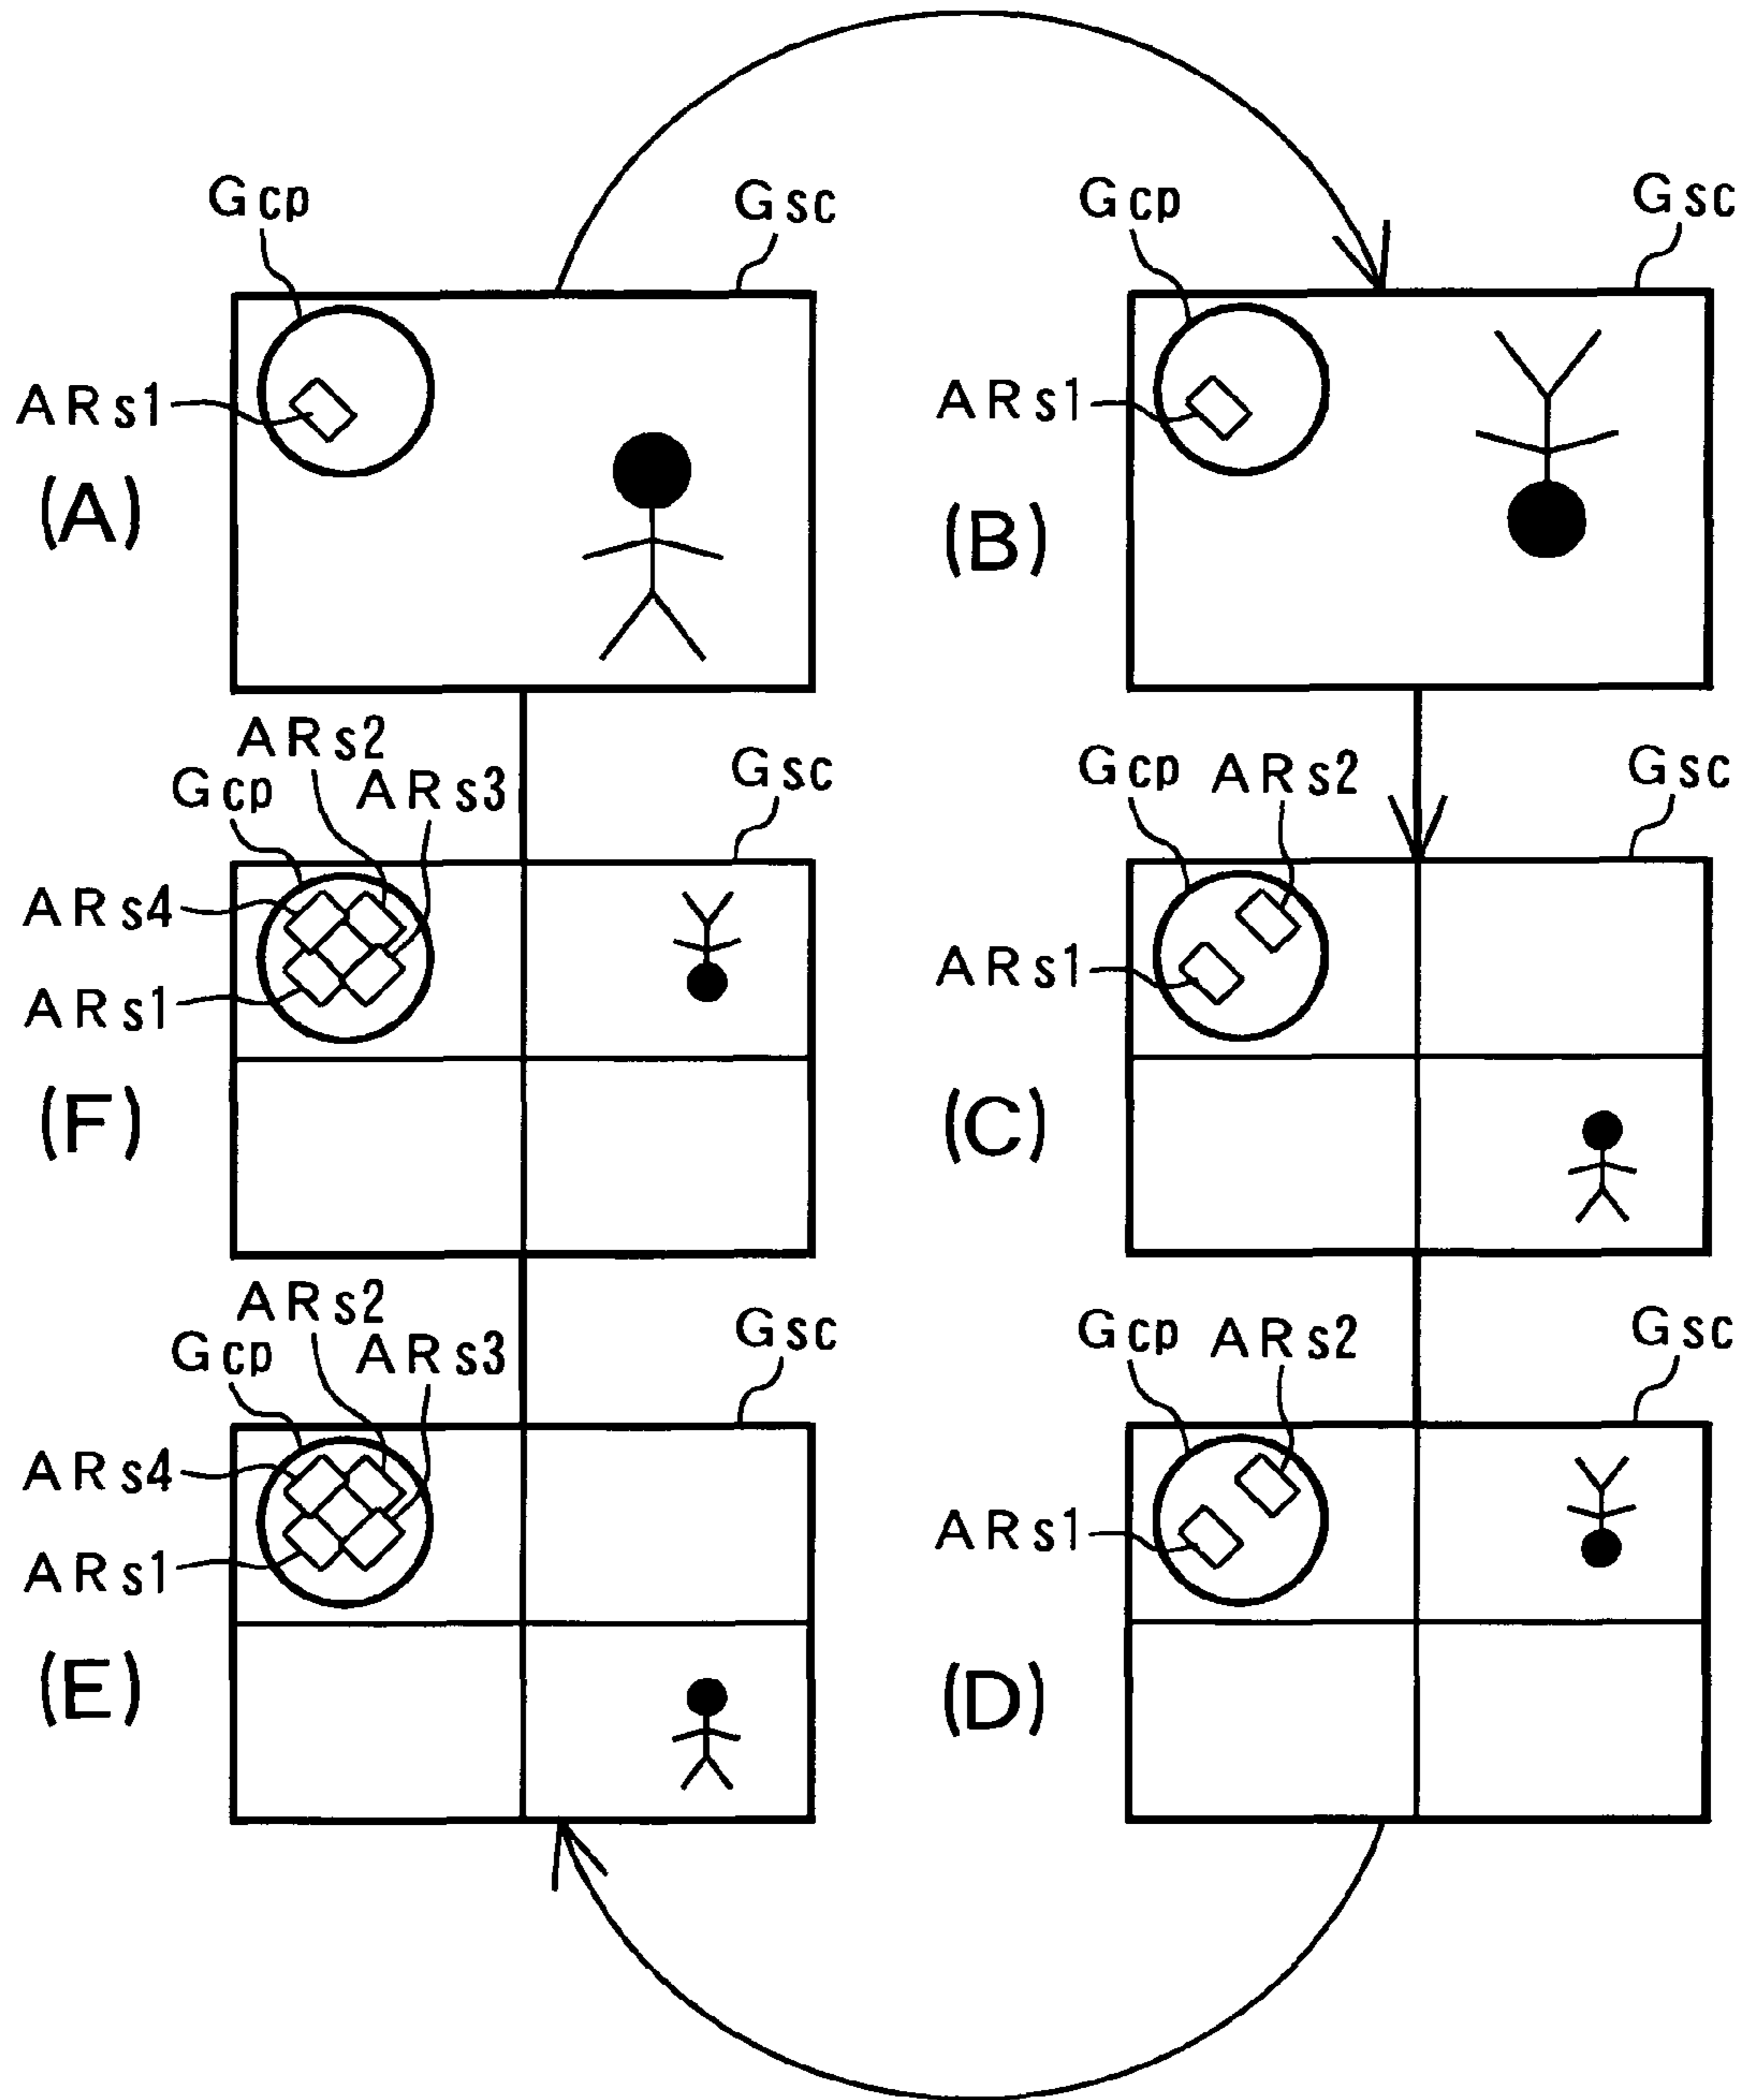 Gcp Gsc Gcp Gsc
ARs1 ARs1
(A) (B)
ARs2 Gsc Gcp ARs2 Gsc
Gcp ARs3
ARs4
ARs1 ARs1
(F) (C)
ARs2 Gsc Gcp ARs2 Gsc
Gcp ARs3
ARs4
ARs1 ARs1
(E) (D)